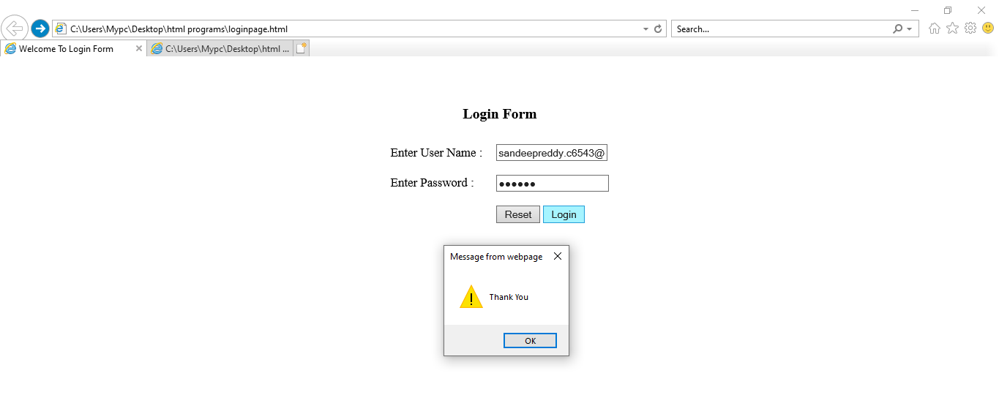 C:\Users\Mypc\Desktop\html programs\loginpage.html
Search...
Welcome To Login Form
C:\Users\Mypc\Desktop\html ...
Login Form
Enter User Name : sandeepreddy.c6543@
Enter Password : ●●●●●●
Reset Login
Message from webpage
Thank You
OK